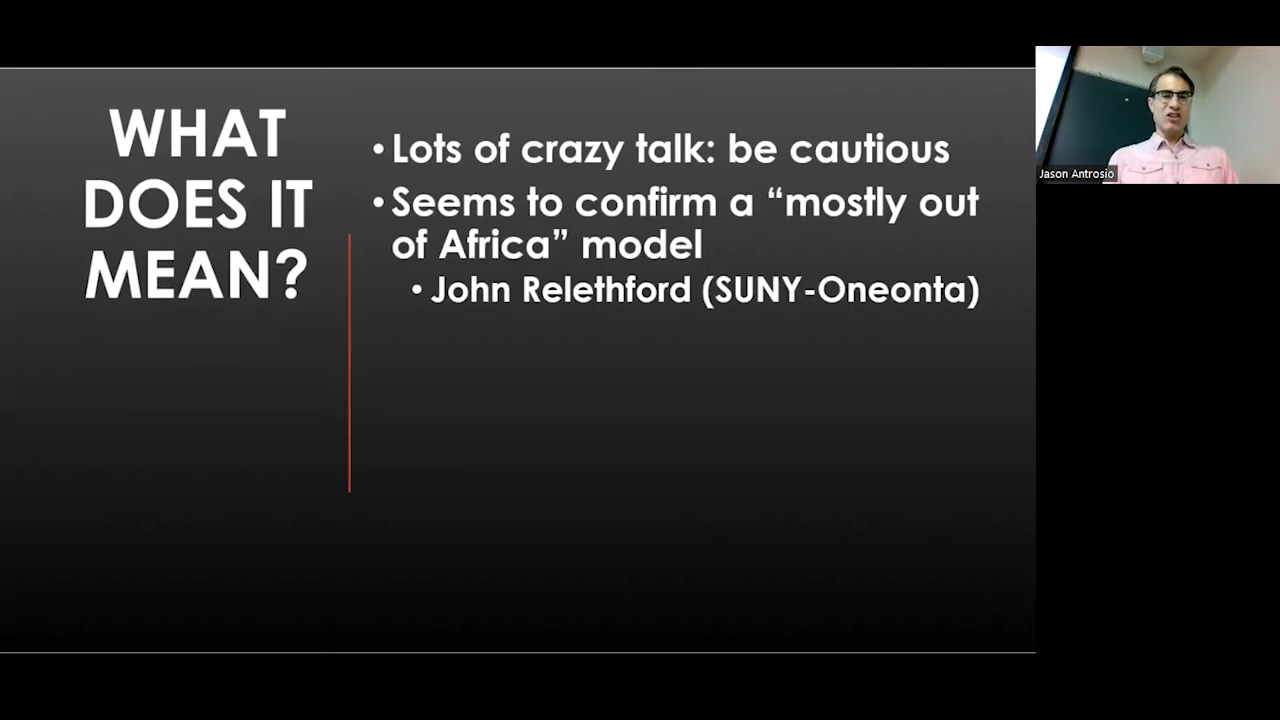 WHAT
DOES IT
MEAN?
•Lots of crazy talk: be cautious
•Seems to confirm a “mostly out
of Africa” model
•John Relethford (SUNY-Oneonta)
Jason Antrosio